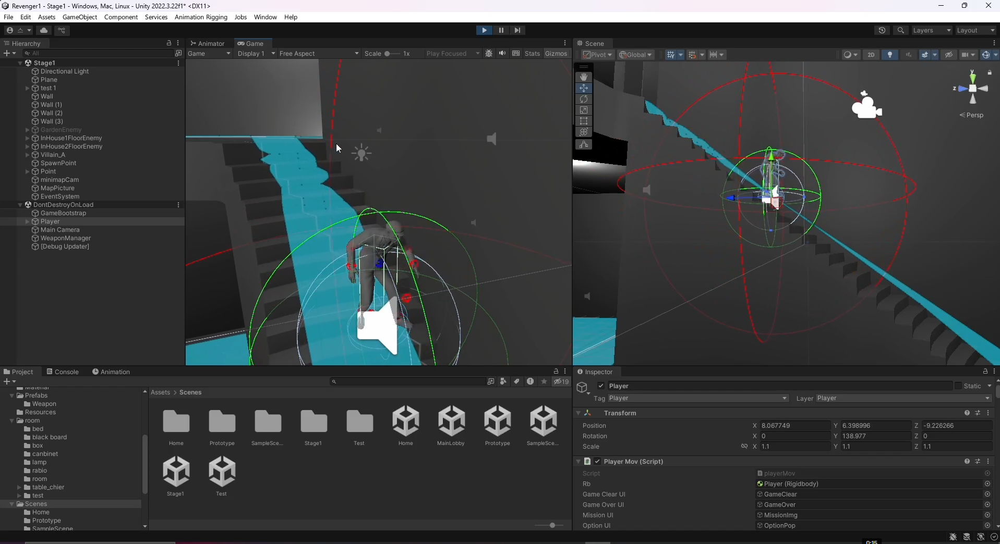 Revenger1 - Stage1 - Windows, Mac, Linux - Unity 2022.3.22f1* <DX11>
File Edit Assets GameObject Component Services Animation Rigging Jobs Window Help
스 Layers Layout
Hierarchy
All
Stage1
Directional Light
Plane
test 1
Wall
Wall (1)
Wall (2)
Wall (3)
GardenEnemy
InHouse1FloorEnemy
InHouse2FloorEnemy
Villain_A
SpawnPoint
Point
minimapCam
MapPicture
EventSystem
DontDestroyOnLoad
GameBootstrap
Player
Main Camera
WeaponManager
[Debug Updater]
Animator Game
Game Display 1 Free Aspect Scale 1x Play Focused Stats Gizmos
Scene
Pivot Global 2D
y
z
Persp
Project Console Animation
19
Material
Prefabs
Weapon
Resources
room
bed
black board
box
canbinet
lamp
rabio
room
table_chier
test
Scenes
Home
Prototype
SampleScene
Assets > Scenes
Home Prototype SampleSce... Stage1 Test Home MainLobby Prototype SampleSce...
Stage1 Test
Inspector
Player Static
Tag Player Layer Player
Transform
Position X 8.067749 Y 6.398996 Z -9.226266
Rotation X 0 Y 138.977 Z 0
Scale X 1.1 Y 1.1 Z 1.1
Player Mov (Script)
Script playerMov
Rb Player (Rigidbody)
Game Clear UI GameClear
Game Over UI GameOver
Mission UI MissionImg
Option UI OptionPop
0:15